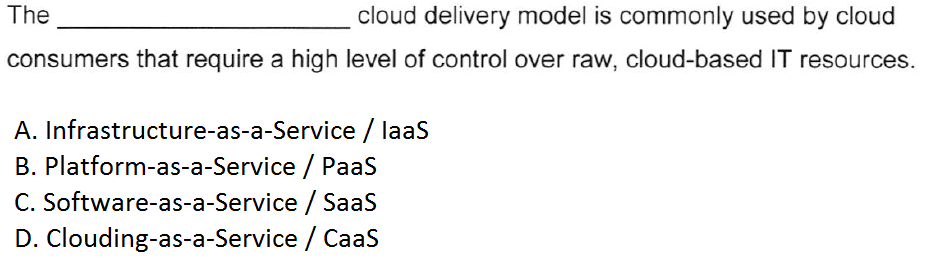 The ______________________ cloud delivery model is commonly used by cloud
consumers that require a high level of control over raw, cloud-based IT resources.
A. Infrastructure-as-a-Service / IaaS
B. Platform-as-a-Service / PaaS
C. Software-as-a-Service / SaaS
D. Clouding-as-a-Service / CaaS